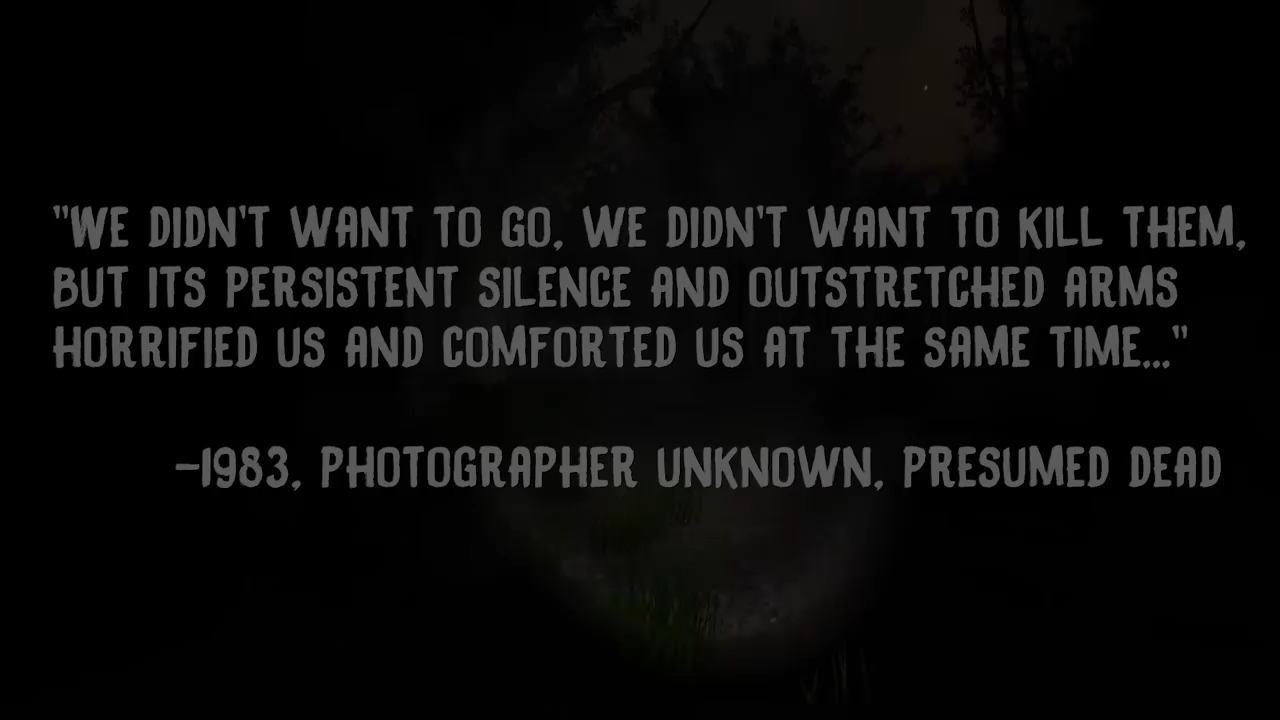 "WE DIDN'T WANT TO GO, WE DIDN'T WANT TO KILL THEM,
BUT ITS PERSISTENT SILENCE AND OUTSTRETCHED ARMS
HORRIFIED US AND COMFORTED US AT THE SAME TIME..."
–1983, PHOTOGRAPHER UNKNOWN, PRESUMED DEAD